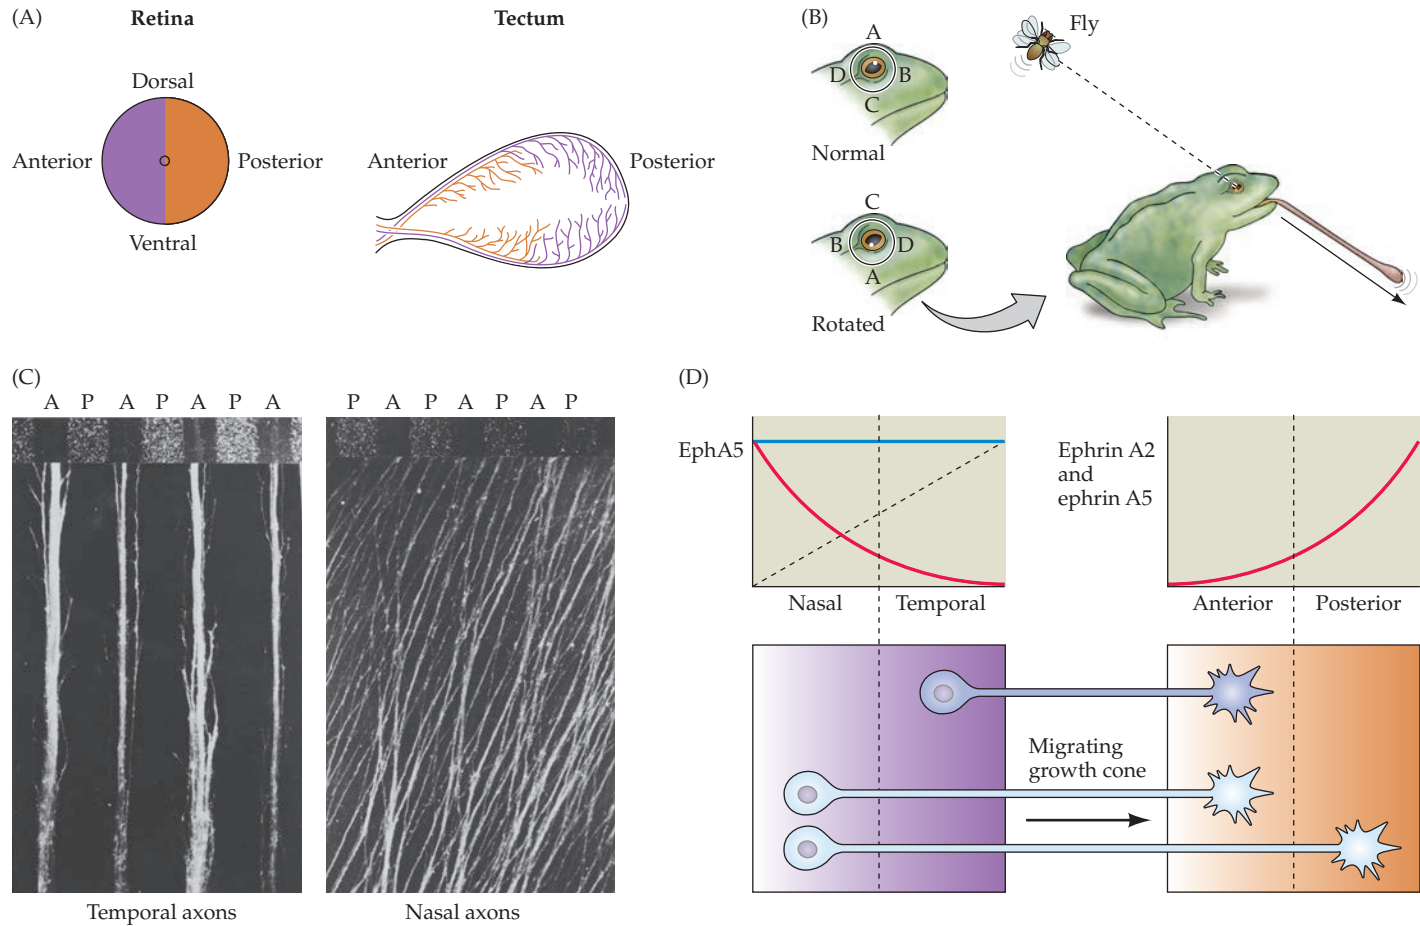 (A)
Retina
Tectum
Dorsal
Anterior
Posterior
Ventral
Anterior
Posterior
(B)
A
D B
C
Normal
C
B D
A
Rotated
Fly
(C)
A P A P A P A
P A P A P A P
Temporal axons
Nasal axons
(D)
EphA5
Nasal Temporal
Ephrin A2
and
ephrin A5
Anterior Posterior
Migrating
growth cone